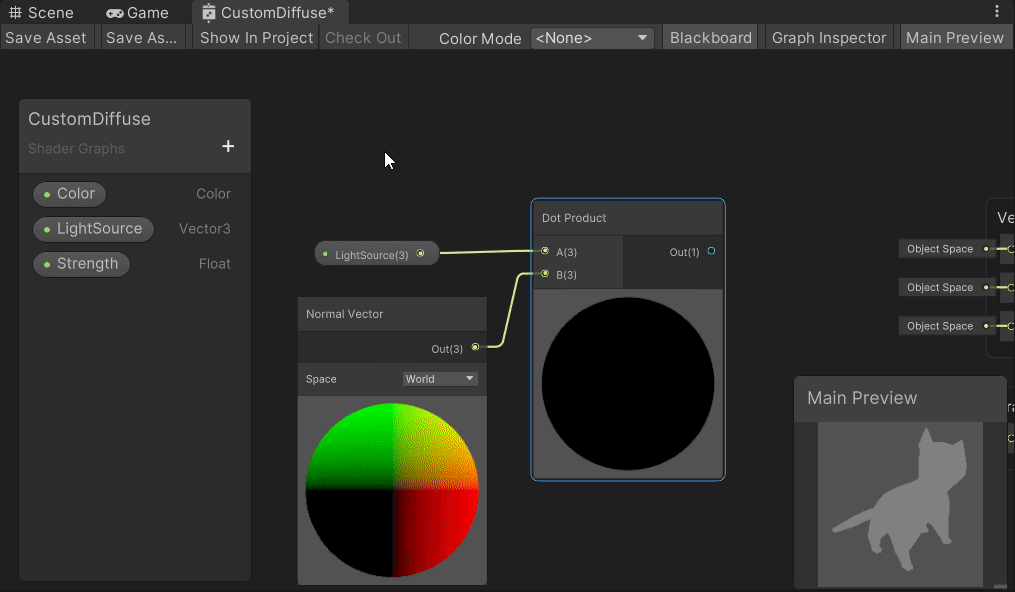 Scene Game CustomDiffuse*
Save Asset Save As... Show In Project Check Out Color Mode <None> Blackboard Graph Inspector Main Preview
CustomDiffuse
Shader Graphs
+
Color Color
LightSource Vector3
Strength Float
LightSource(3)
Normal Vector
Out(3)
Space World
Dot Product
A(3) Out(1)
B(3)
Ve
Object Space
Object Space
Object Space
Main Preview